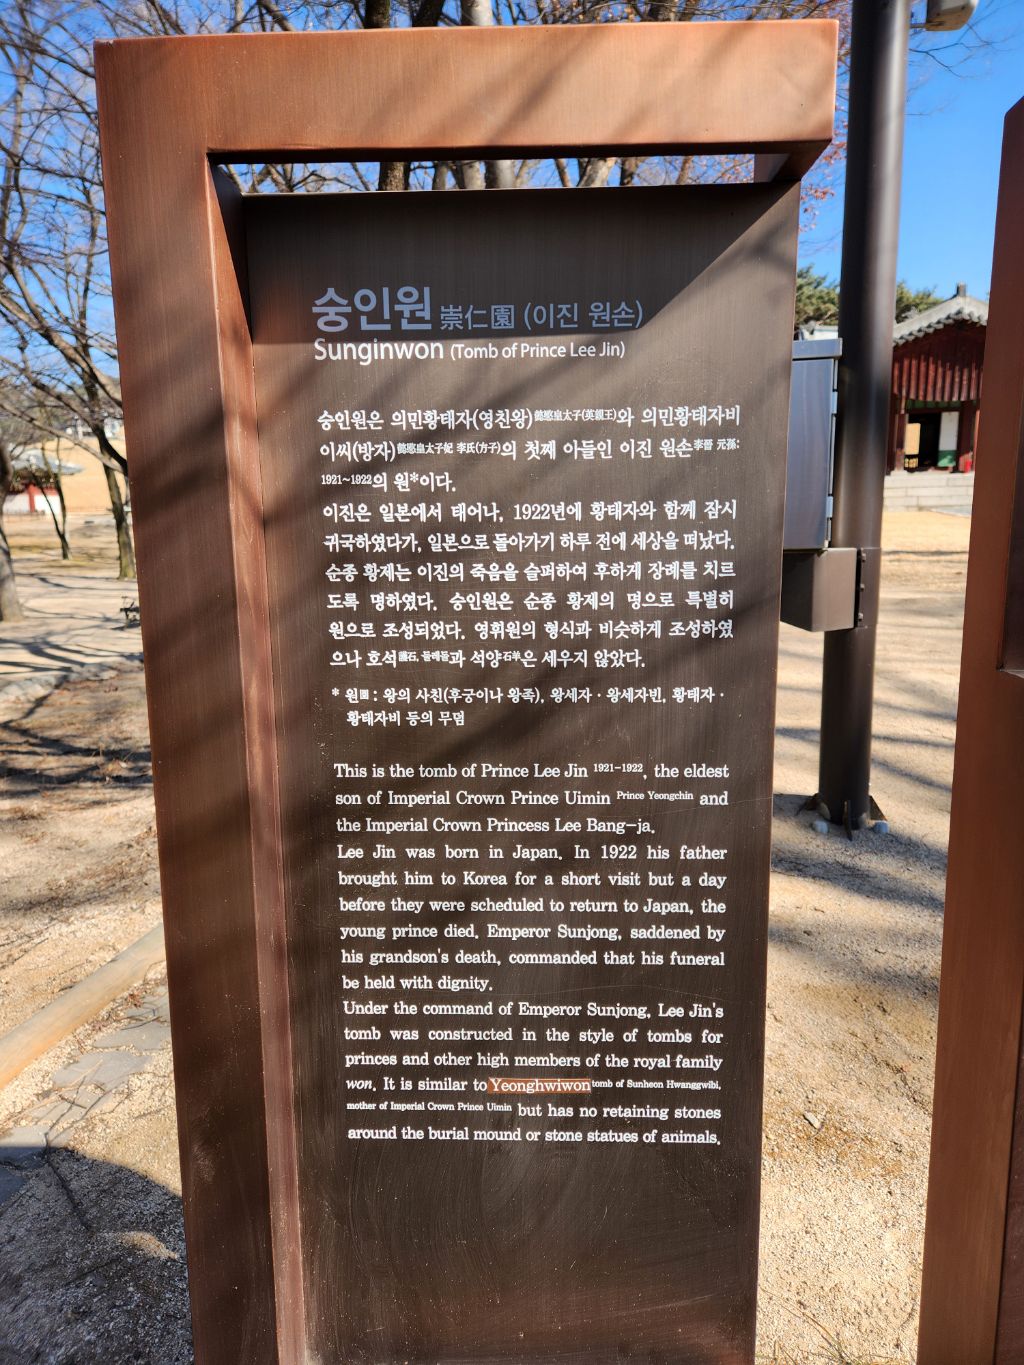 숭인원 崇仁園 (이진 원손)
Sunginwon (Tomb of Prince Lee Jin)
숭인원은 의민황태자(영친왕)懿愍皇太子(英親王)와 의민황태자비
이씨(방자)懿愍皇太子妃 李氏(方子)의 첫째 아들인 이진 원손李晉 元孫:
1921~1922의 원*이다.
이진은 일본에서 태어나, 1922년에 황태자와 함께 잠시
귀국하였다가, 일본으로 돌아가기 하루 전에 세상을 떠났다.
순종 황제는 이진의 죽음을 슬퍼하여 후하게 장례를 치르
도록 명하였다. 숭인원은 순종 황제의 명으로 특별히
원으로 조성되었다. 영휘원의 형식과 비슷하게 조성하였
으나 호석護石, 둘레돌과 석양石羊은 세우지 않았다.
* 원園 : 왕의 사친(후궁이나 왕족), 왕세자 · 왕세자빈, 황태자 ·
황태자비 등의 무덤
This is the tomb of Prince Lee Jin 1921-1922, the eldest
son of Imperial Crown Prince Uimin Prince Yeongchin and
the Imperial Crown Princess Lee Bang-ja.
Lee Jin was born in Japan. In 1922 his father
brought him to Korea for a short visit but a day
before they were scheduled to return to Japan, the
young prince died. Emperor Sunjong, saddened by
his grandson's death, commanded that his funeral
be held with dignity.
Under the command of Emperor Sunjong, Lee Jin's
tomb was constructed in the style of tombs for
princes and other high members of the royal family
won. It is similar to Yeonghwiwon tomb of Sunheon Hwanggwibi,
mother of Imperial Crown Prince Uimin but has no retaining stones
around the burial mound or stone statues of animals.